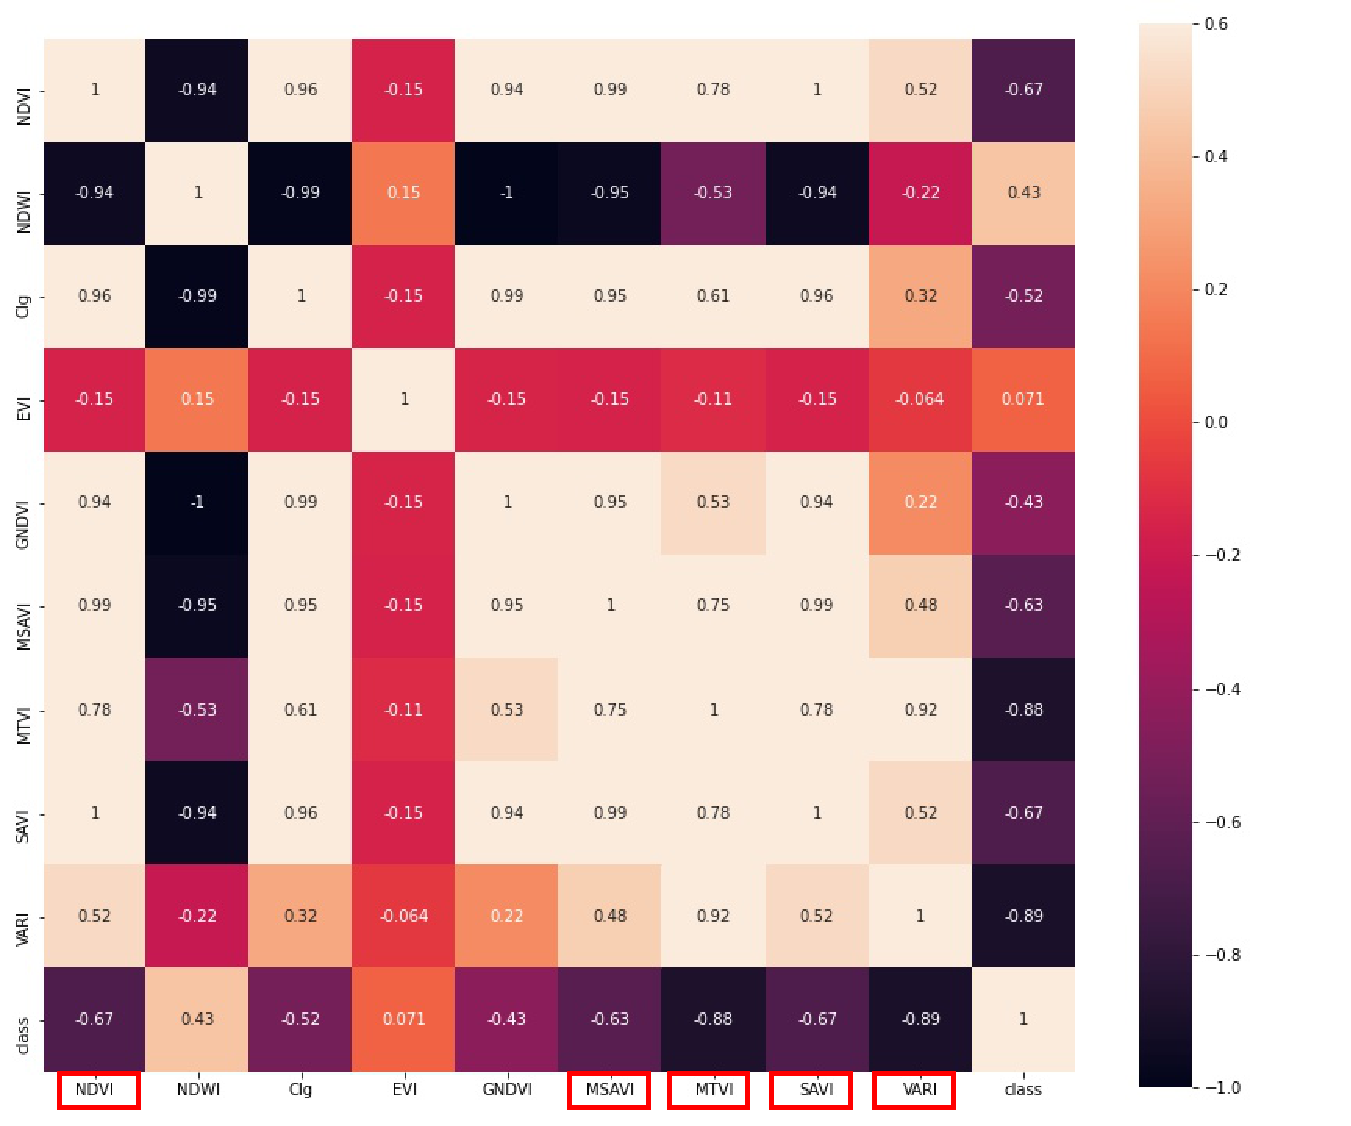 NDVI 1 -0.94 0.96 -0.15 0.94 0.99 0.78 1 0.52 -0.67
NDWI -0.94 1 -0.99 0.15 -1 -0.95 -0.53 -0.94 -0.22 0.43
CIg 0.96 -0.99 1 -0.15 0.99 0.95 0.61 0.96 0.32 -0.52
EVI -0.15 0.15 -0.15 1 -0.15 -0.15 -0.11 -0.15 -0.064 0.071
GNDVI 0.94 -1 0.99 -0.15 1 0.95 0.53 0.94 0.22 -0.43
MSAVI 0.99 -0.95 0.95 -0.15 0.95 1 0.75 0.99 0.48 -0.63
MTVI 0.78 -0.53 0.61 -0.11 0.53 0.75 1 0.78 0.92 -0.88
SAVI 1 -0.94 0.96 -0.15 0.94 0.99 0.78 1 0.52 -0.67
VARI 0.52 -0.22 0.32 -0.064 0.22 0.48 0.92 0.52 1 -0.89
class -0.67 0.43 -0.52 0.071 -0.43 -0.63 -0.88 -0.67 -0.89 1
NDVI NDWI CIg EVI GNDVI MSAVI MTVI SAVI VARI class
0.6
0.4
0.2
0.0
−0.2
−0.4
−0.6
−0.8
−1.0